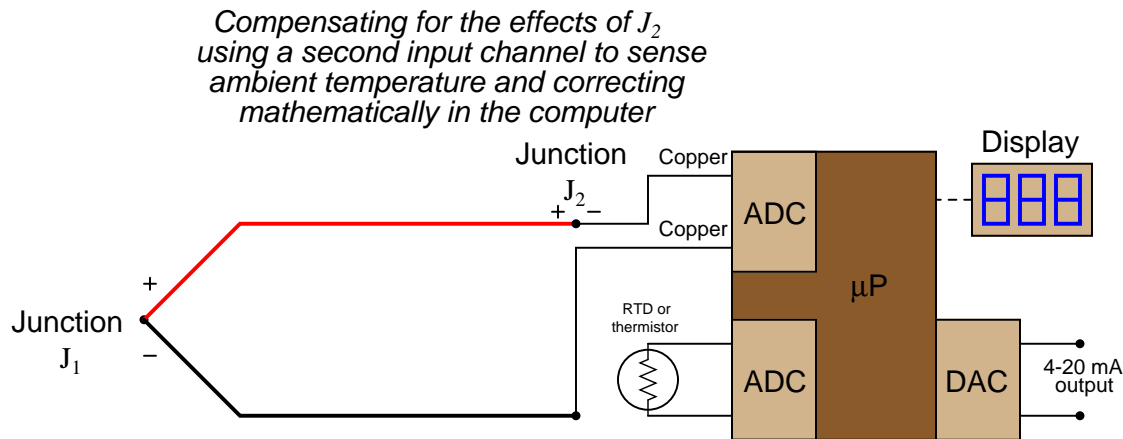 Compensating for the effects of J2
using a second input channel to sense
ambient temperature and correcting
mathematically in the computer
Junction
J2
+ −
Copper
Copper
ADC
Display
888
μP
+
Junction
J1
−
RTD or
thermistor
ADC
DAC
4-20 mA
output